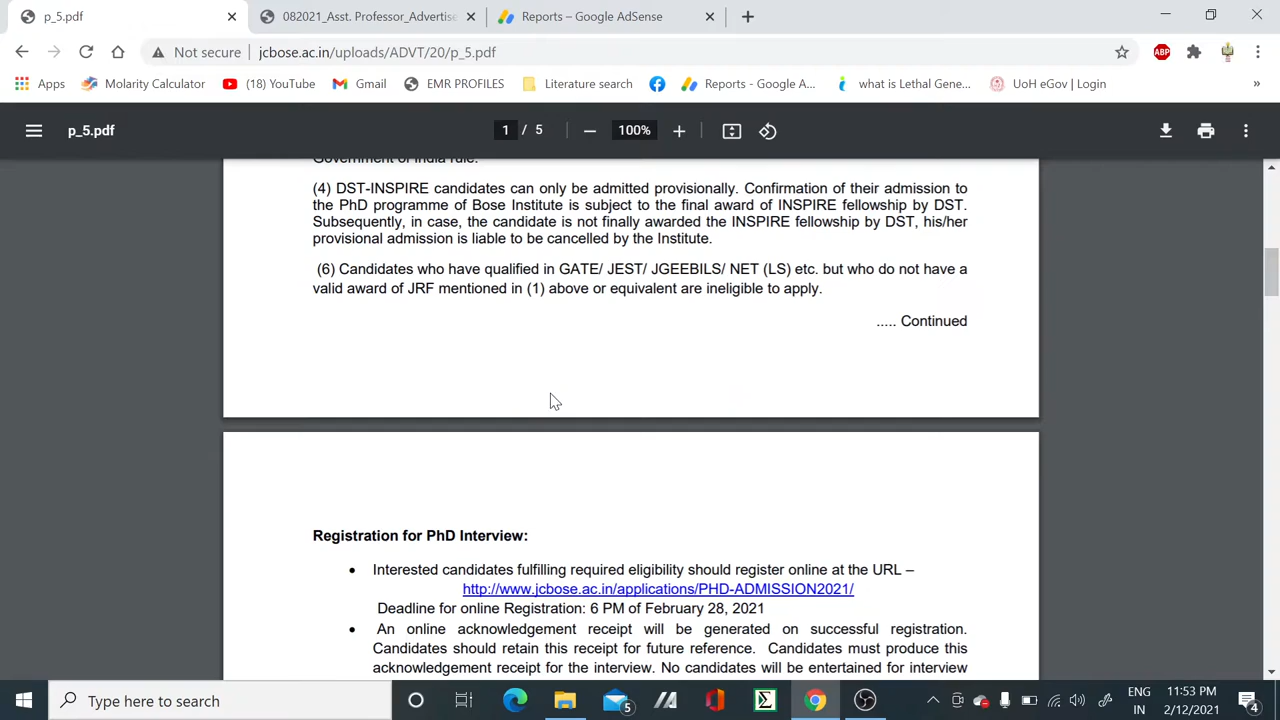 p_5.pdf
082021_Asst. Professor_Advertise
Reports – Google AdSense
Not secure
jcbose.ac.in/uploads/ADVT/20/p_5.pdf
ABP
Apps
Molarity Calculator
(18) YouTube
Gmail
EMR PROFILES
Literature search
Reports - Google A...
what is Lethal Gene...
UoH eGov | Login
»
p_5.pdf
1 / 5
100%
Government of India rule.
(4) DST-INSPIRE candidates can only be admitted provisionally. Confirmation of their admission to
the PhD programme of Bose Institute is subject to the final award of INSPIRE fellowship by DST.
Subsequently, in case, the candidate is not finally awarded the INSPIRE fellowship by DST, his/her
provisional admission is liable to be cancelled by the Institute.
(6) Candidates who have qualified in GATE/ JEST/ JGEEBILS/ NET (LS) etc. but who do not have a
valid award of JRF mentioned in (1) above or equivalent are ineligible to apply.
..... Continued
Registration for PhD Interview:
• Interested candidates fulfilling required eligibility should register online at the URL –
http://www.jcbose.ac.in/applications/PHD-ADMISSION2021/
Deadline for online Registration: 6 PM of February 28, 2021
• An online acknowledgement receipt will be generated on successful registration.
Candidates should retain this receipt for future reference. Candidates must produce this
acknowledgement receipt for the interview. No candidates will be entertained for interview
Type here to search
5
ENG
IN
11:53 PM
2/12/2021
4